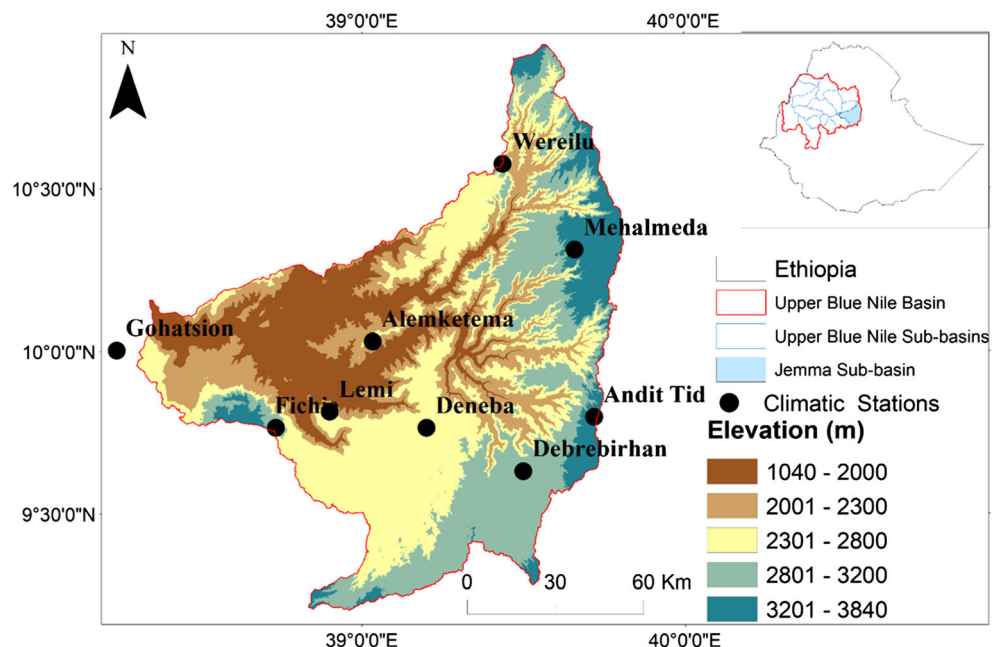 39°0'0"E
40°0'0"E
N
Wereilu
10°30'0"N
Mehalmeda
Ethiopia
Upper Blue Nile Basin
Gohatsion
Alemketema
Upper Blue Nile Sub-basins
10°0'0"N
Jemma Sub-basin
Lemi
Andit Tid
Climatic Stations
Fichi
Deneba
Elevation (m)
Debrebirhan
1040 - 2000
2001 - 2300
9°30'0"N
2301 - 2800
2801 - 3200
0 30 60 Km
3201 - 3840
39°0'0"E
40°0'0"E